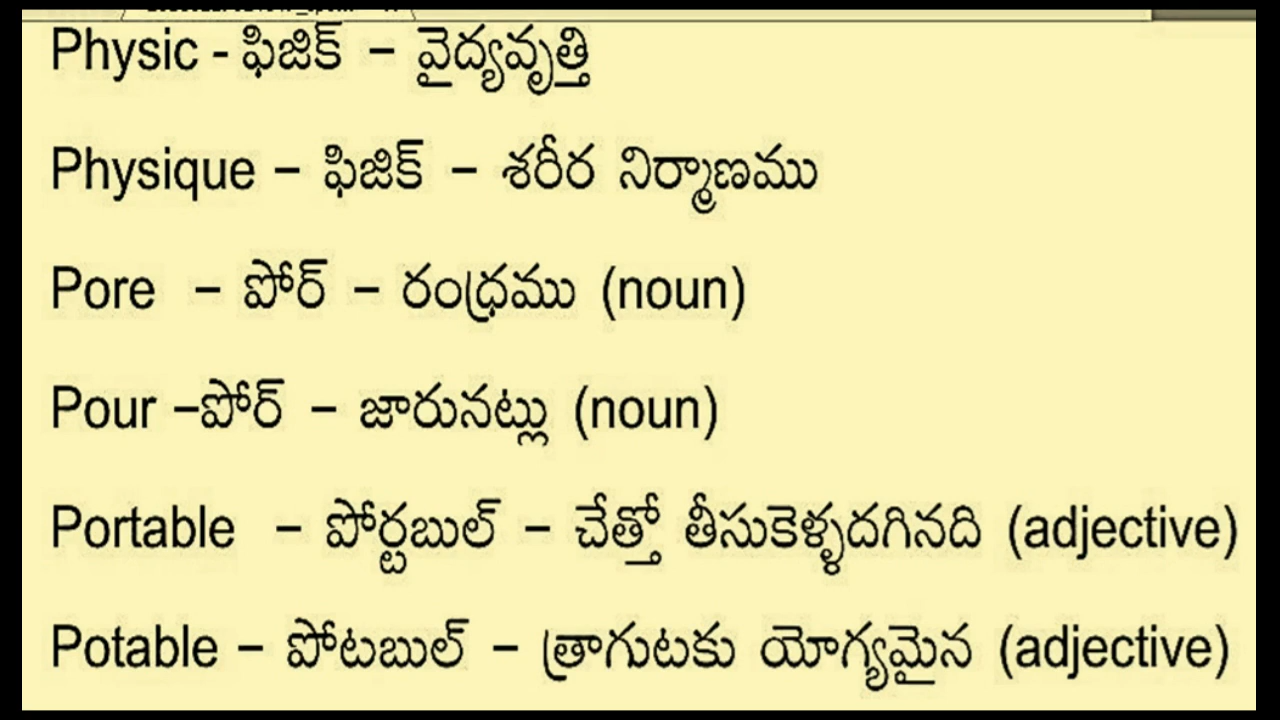 Physic - ఫిజిక్ – వైద్యవృత్తి
Physique – ఫిజిక్ – శరీర నిర్మాణము
Pore – పోర్ – రంధ్రము (noun)
Pour –పోర్ – జారునట్లు (noun)
Portable – పోర్టబుల్ – చేత్తో తీసుకెళ్ళదగినది (adjective)
Potable – పోటబుల్ – త్రాగుటకు యోగ్యమైన (adjective)